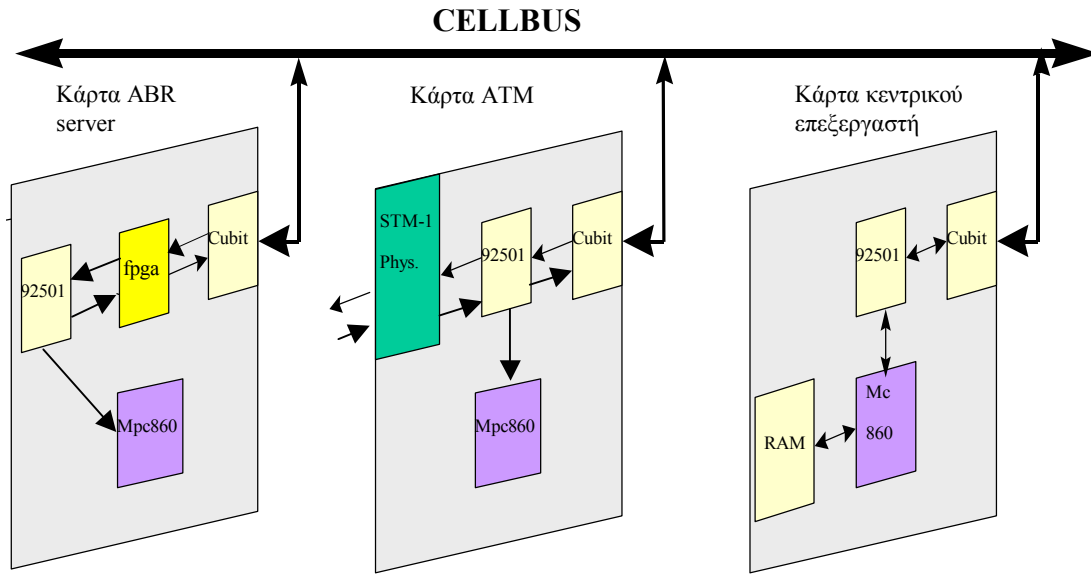 CELLBUS
Κάρτα ABR
server
Κάρτα ATM
Κάρτα κεντρικού
επεξεργαστή
92501
fpga
Cubit
Mpc860
STM-1
Phys.
92501
Cubit
Mpc860
92501
Cubit
RAM
Mc
860